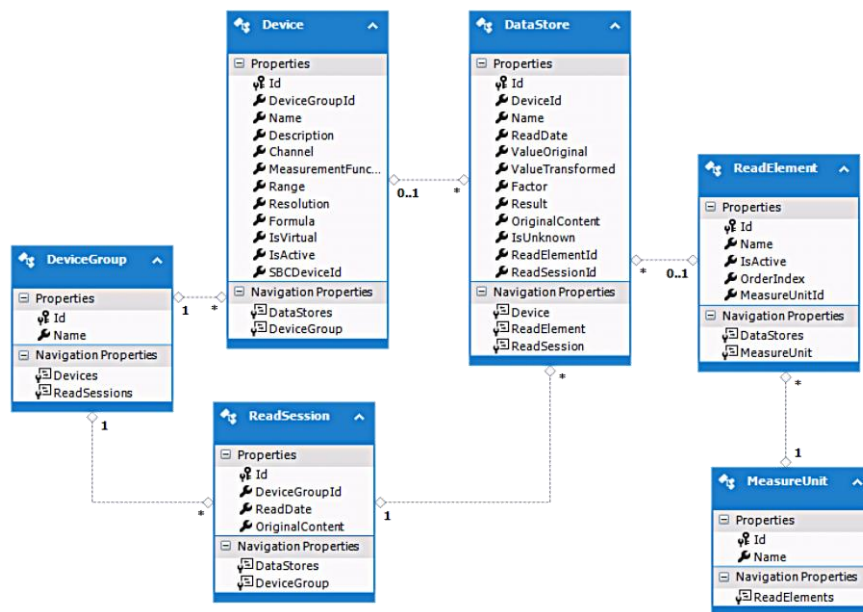 Device
Properties
Id
DeviceGroupId
Name
Description
Channel
MeasurementFunc...
Range
Resolution
Formula
IsVirtual
IsActive
SBCDeviceId
Navigation Properties
DataStores
DeviceGroup
DataStore
Properties
Id
DeviceId
Name
ReadDate
ValueOriginal
ValueTransformed
Factor
Result
OriginalContent
IsUnknown
ReadElementId
ReadSessionId
Navigation Properties
Device
ReadElement
ReadSession
0..1
*
ReadElement
Properties
Id
Name
IsActive
OrderIndex
MeasureUnitId
Navigation Properties
DataStores
MeasureUnit
*
0..1
DeviceGroup
Properties
Id
Name
Navigation Properties
Devices
ReadSessions
1
*
ReadSession
Properties
Id
DeviceGroupId
ReadDate
OriginalContent
Navigation Properties
DataStores
DeviceGroup
1
*
1
*
MeasureUnit
Properties
Id
Name
Navigation Properties
ReadElements
*
1